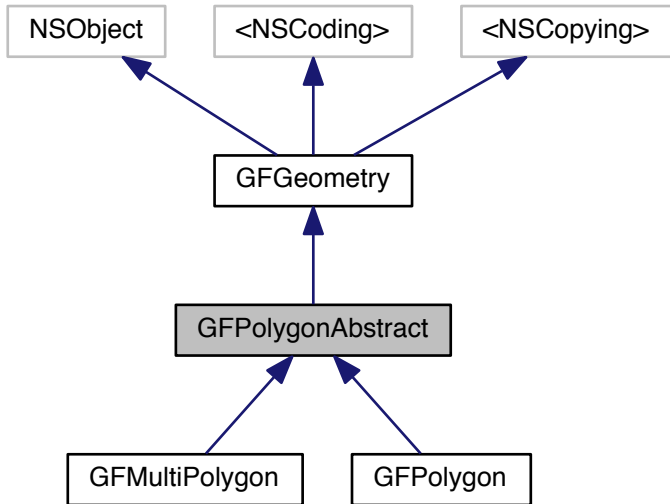 NSObject
<NSCoding>
<NSCopying>
GFGeometry
GFPolygonAbstract
GFMultiPolygon
GFPolygon